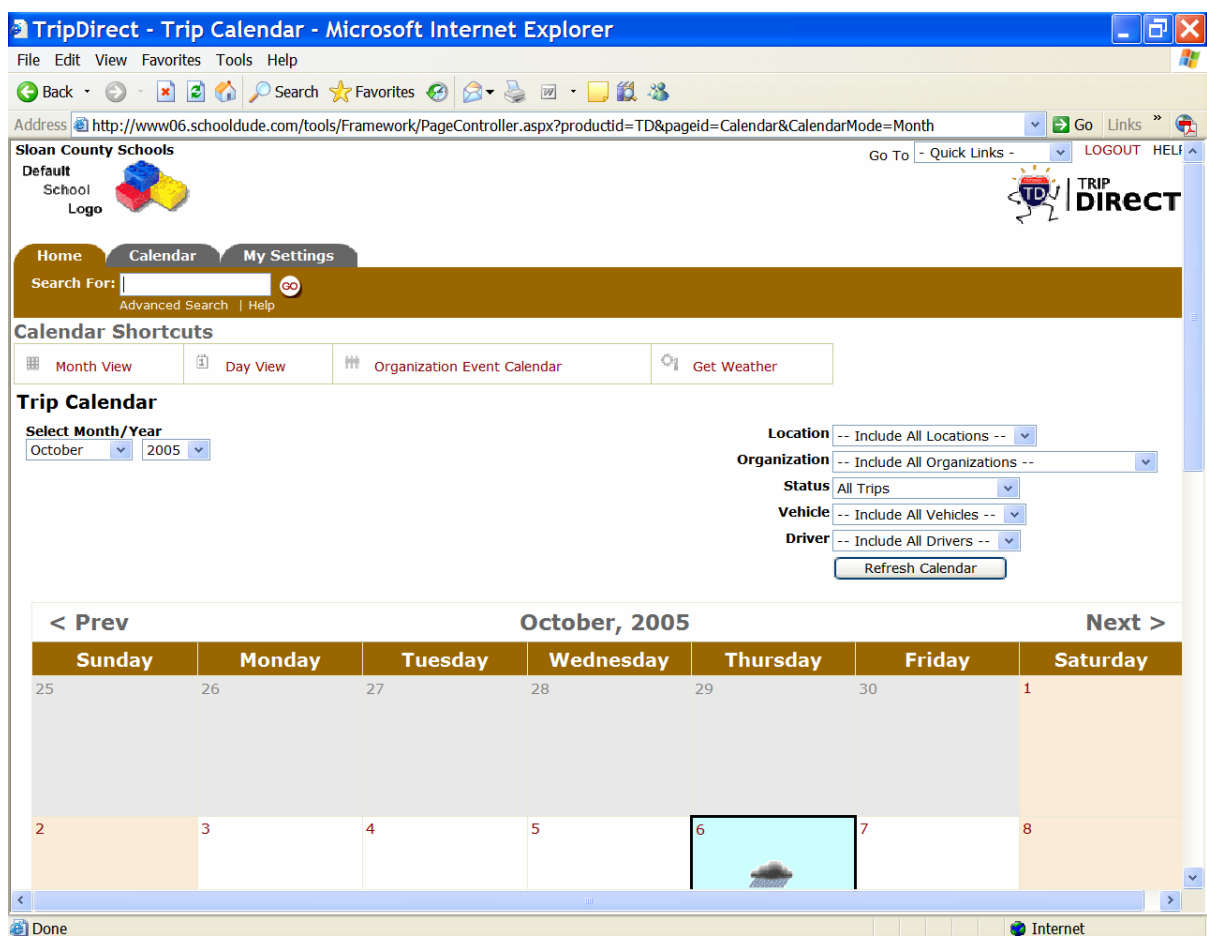 TripDirect - Trip Calendar - Microsoft Internet Explorer
File Edit View Favorites Tools Help
Back Search Favorites
Address http://www06.schooldude.com/tools/Framework/PageController.aspx?productid=TD&pageid=Calendar&CalendarMode=Month Go Links »
Sloan County Schools
Go To - Quick Links - LOGOUT HELP
Default
School
Logo
TD TRIP
DIRECT
Home Calendar My Settings
Search For: GO
Advanced Search | Help
Calendar Shortcuts
Month View 1 Day View Organization Event Calendar Get Weather
Trip Calendar
Select Month/Year
October 2005
Location -- Include All Locations --
Organization -- Include All Organizations --
Status All Trips
Vehicle -- Include All Vehicles --
Driver -- Include All Drivers --
Refresh Calendar
< Prev October, 2005 Next >
Sunday Monday Tuesday Wednesday Thursday Friday Saturday
25 26 27 28 29 30 1
2 3 4 5 6 7 8
Done Internet